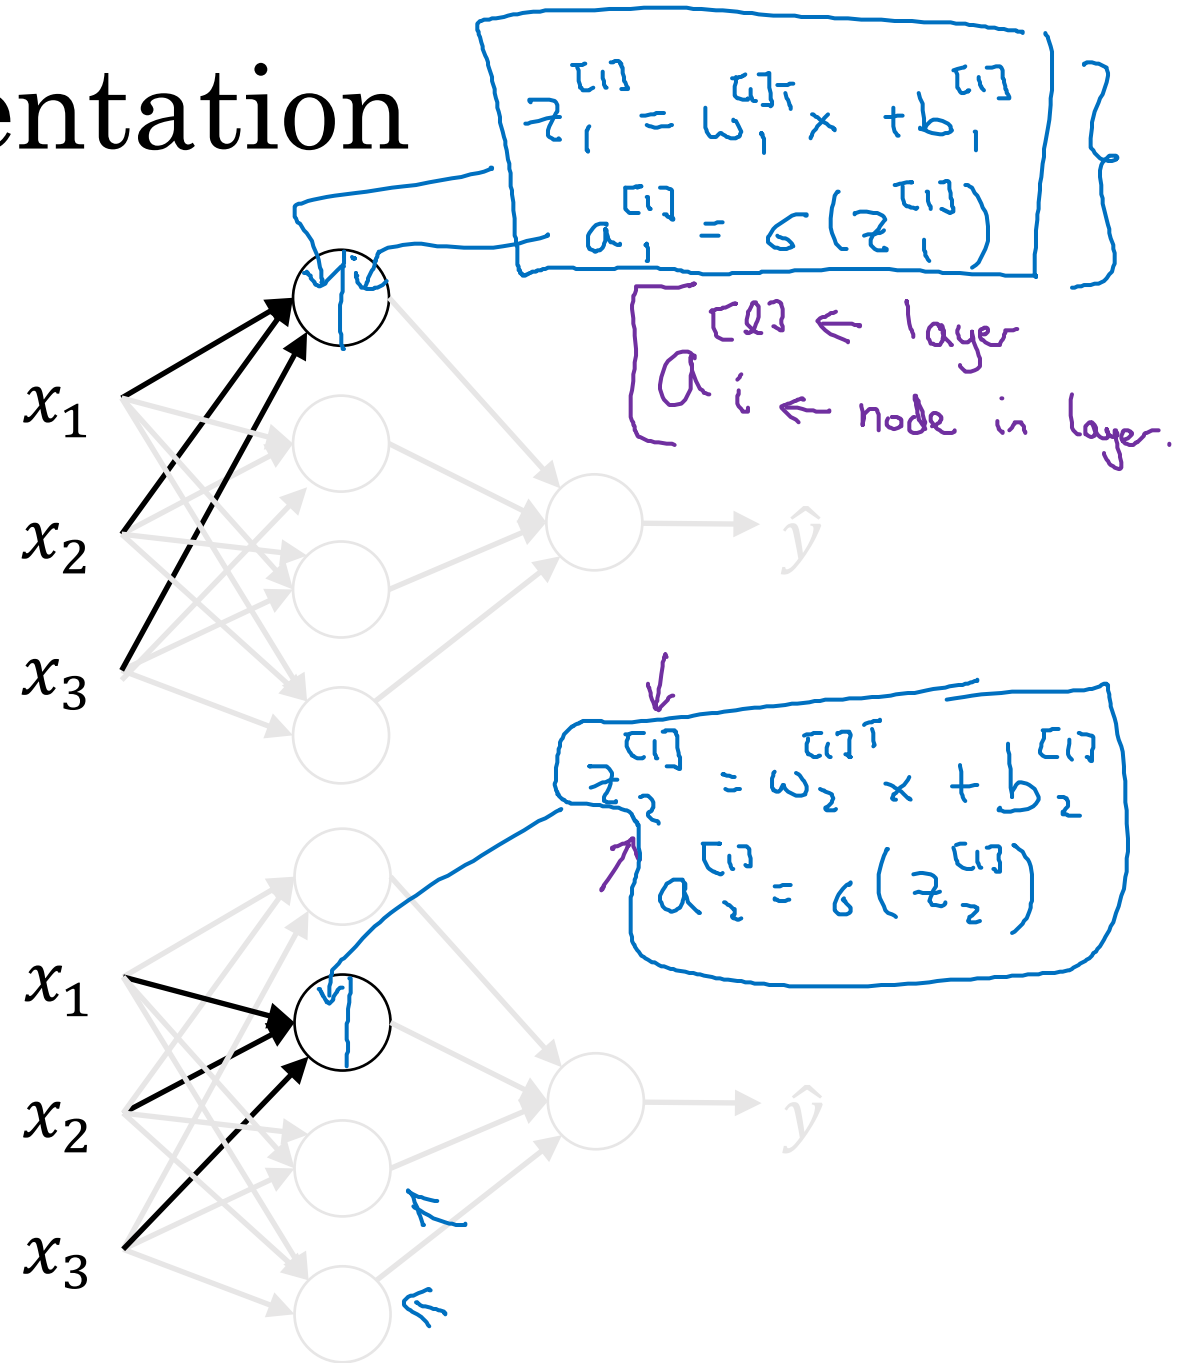 entation
z₁^[1] = w₁^[1]T x + b₁^[1]
a₁^[1] = σ(z₁^[1])
a_i^[l] ← layer
← node in layer.
x₁
x₂
x₃
ŷ
z₂^[1] = w₂^[1]T x + b₂^[1]
a₂^[1] = σ(z₂^[1])
x₁
x₂
x₃
ŷ